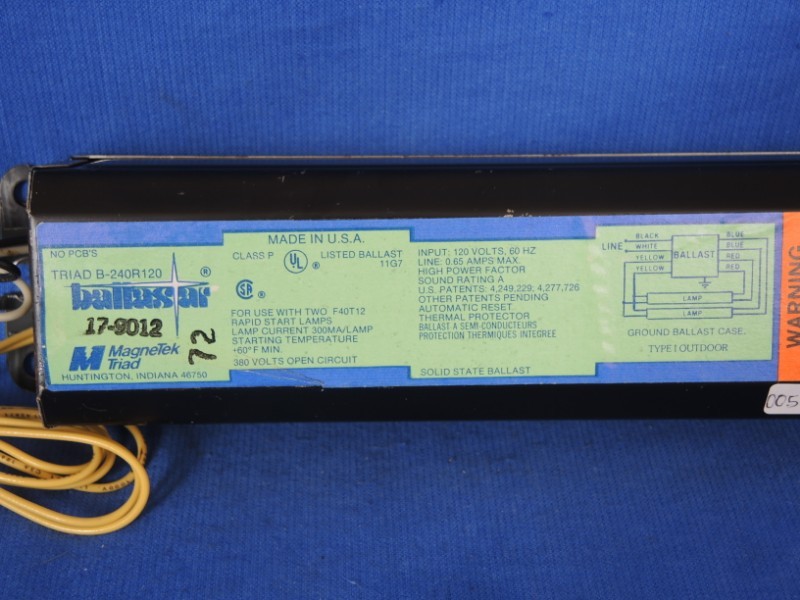 NO PCB'S
TRIAD B-240R120
ballastar ®
17-9012
72
M MagneTek
Triad
HUNTINGTON, INDIANA 46750
MADE IN U.S.A.
CLASS P UL ® LISTED BALLAST
11G7
SA ®
FOR USE WITH TWO F40T12
RAPID START LAMPS
LAMP CURRENT 300MA/LAMP
STARTING TEMPERATURE
+60°F MIN.
380 VOLTS OPEN CIRCUIT
INPUT: 120 VOLTS, 60 HZ
LINE: 0.65 AMPS MAX.
HIGH POWER FACTOR
SOUND RATING A
U.S. PATENTS: 4,249,229; 4,277,726
OTHER PATENTS PENDING
AUTOMATIC RESET
THERMAL PROTECTOR
BALLAST A SEMI-CONDUCTEURS
PROTECTION THERMIQUES INTEGREE
SOLID STATE BALLAST
LINE
BLACK
WHITE
YELLOW
YELLOW
BALLAST
BLUE
BLUE
RED
RED
LAMP
LAMP
GROUND BALLAST CASE.
TYPE 1 OUTDOOR
WARNING
005